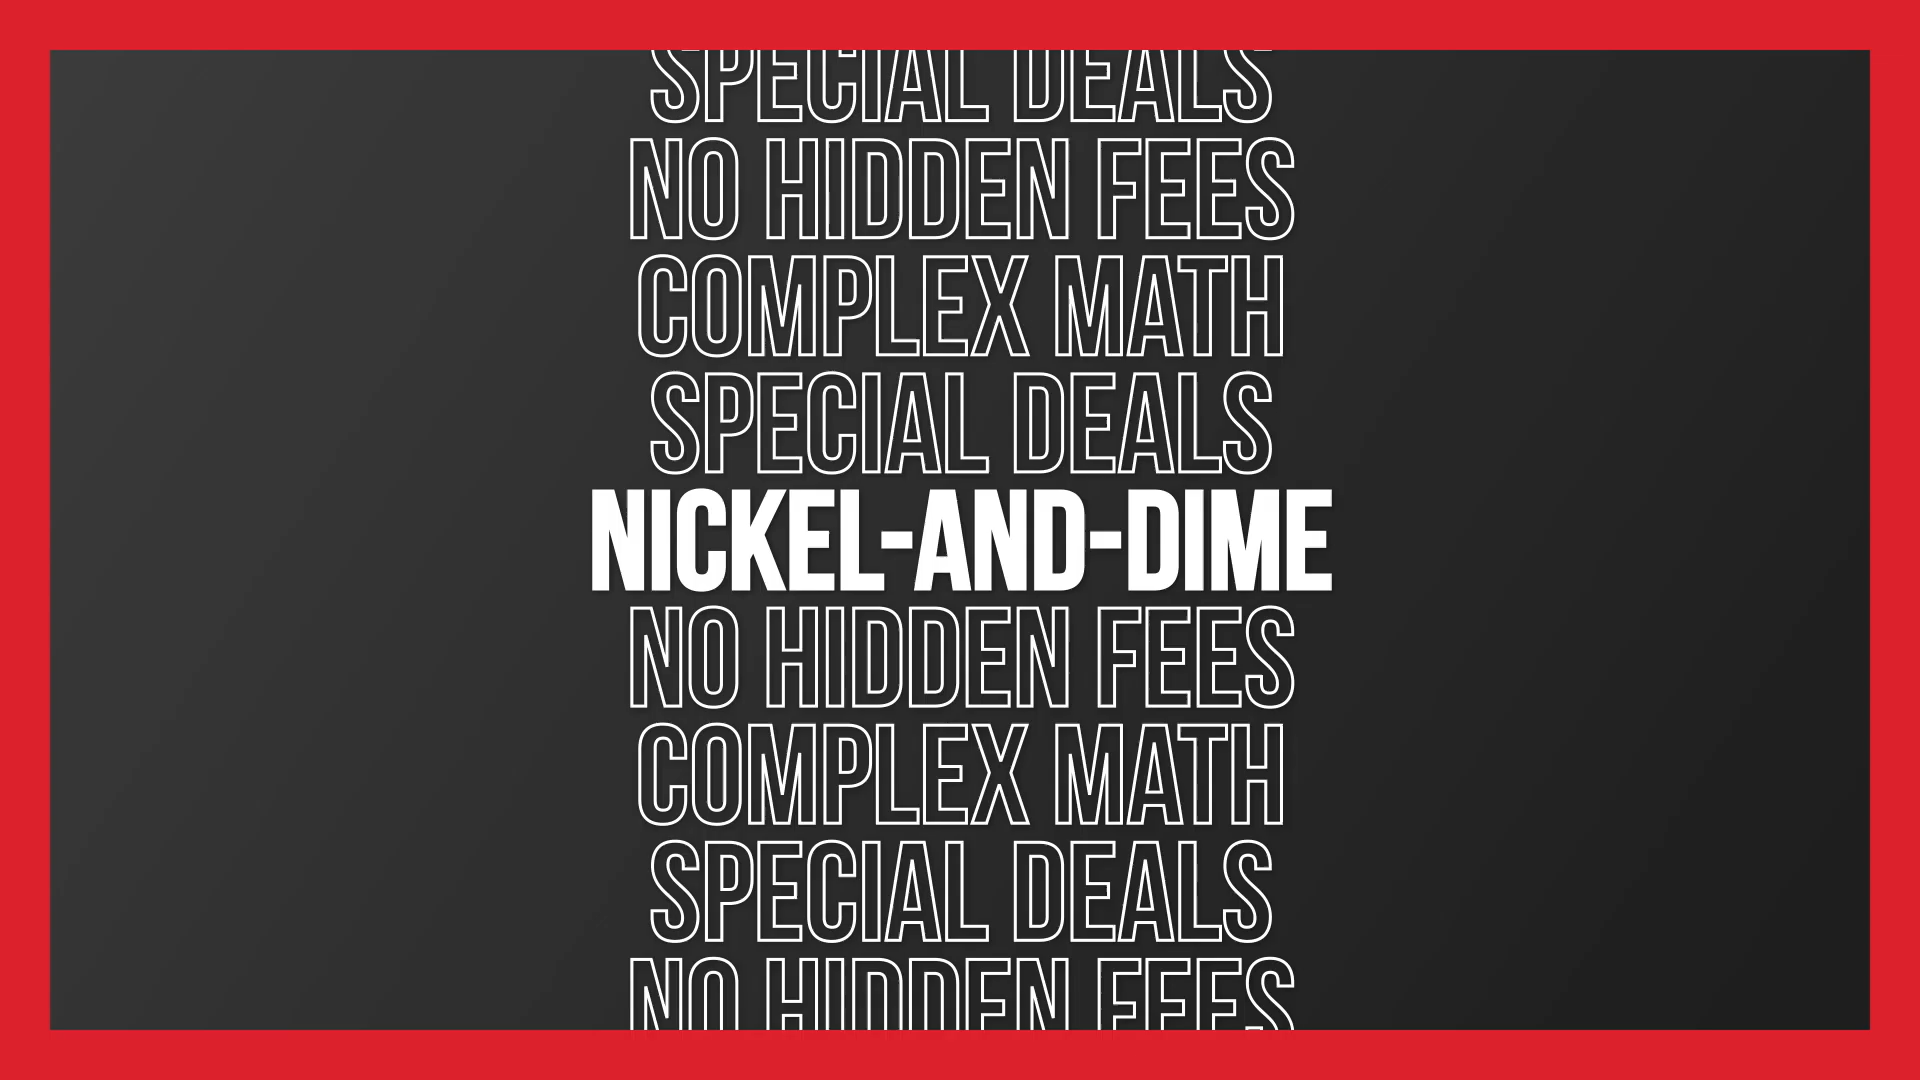 SPECIAL DEALS
NO HIDDEN FEES
COMPLEX MATH
SPECIAL DEALS
NICKEL-AND-DIME
NO HIDDEN FEES
COMPLEX MATH
SPECIAL DEALS
NO HIDDEN FEES